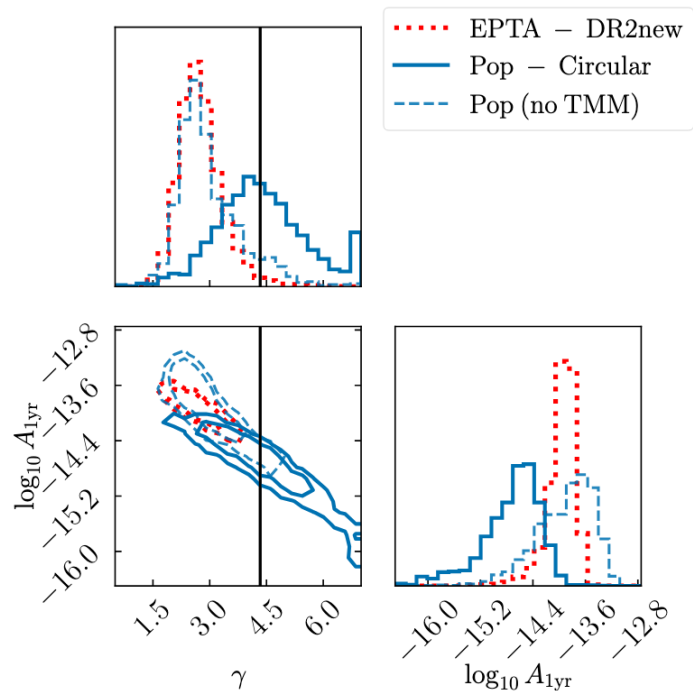 EPTA − DR2new
Pop − Circular
Pop (no TMM)
log₁₀ A₁yr
−12.8
−13.6
−14.4
−15.2
−16.0
1.5
3.0
4.5
6.0
γ
−16.0
−15.2
−14.4
−13.6
−12.8
log₁₀ A₁yr